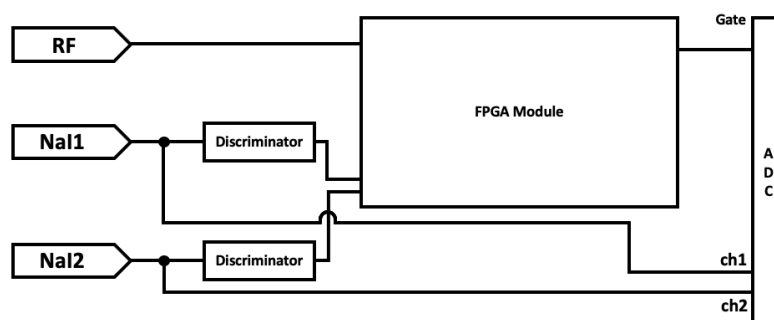 Gate
RF
FPGA Module
NaI1
Discriminator
A
D
C
NaI2
Discriminator
ch1
ch2